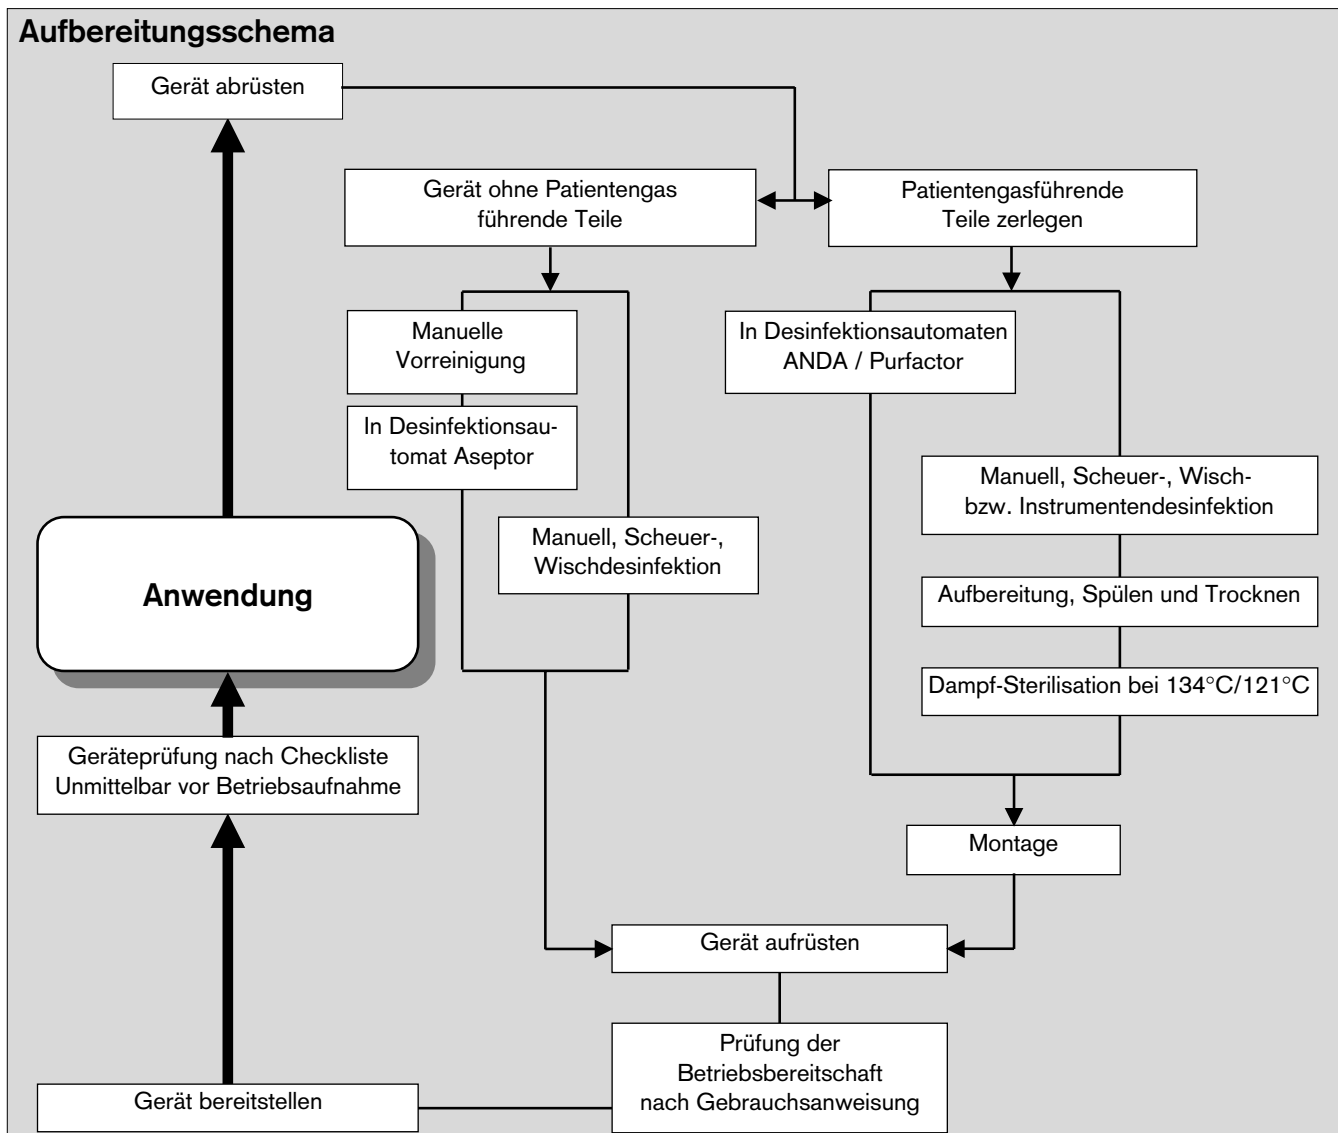 Aufbereitungsschema
Gerät abrüsten
Gerät ohne Patientengas
führende Teile
Patientengasführende
Teile zerlegen
Manuelle
Vorreinigung
In Desinfektionsau-
tomat Aseptor
Manuell, Scheuer-,
Wischdesinfektion
In Desinfektionsautomaten
ANDA / Purfactor
Manuell, Scheuer-, Wisch-
bzw. Instrumentendesinfektion
Aufbereitung, Spülen und Trocknen
Dampf-Sterilisation bei 134°C/121°C
Montage
Gerät aufrüsten
Prüfung der
Betriebsbereitschaft
nach Gebrauchsanweisung
Gerät bereitstellen
Geräteprüfung nach Checkliste
Unmittelbar vor Betriebsaufnahme
Anwendung